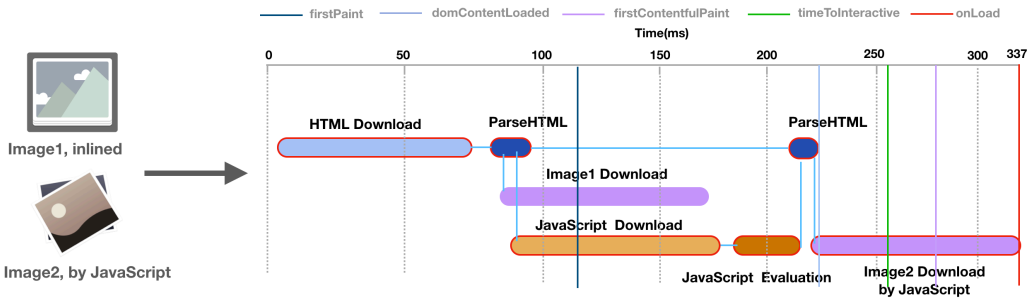 firstPaint domContentLoaded firstContentfulPaint timeToInteractive onLoad
Time(ms)
0 50 100 150 200 250 300 337
HTML Download
ParseHTML
ParseHTML
Image1, inlined
Image1 Download
JavaScript Download
Image2, by JavaScript
JavaScript Evaluation
Image2 Download
by JavaScript